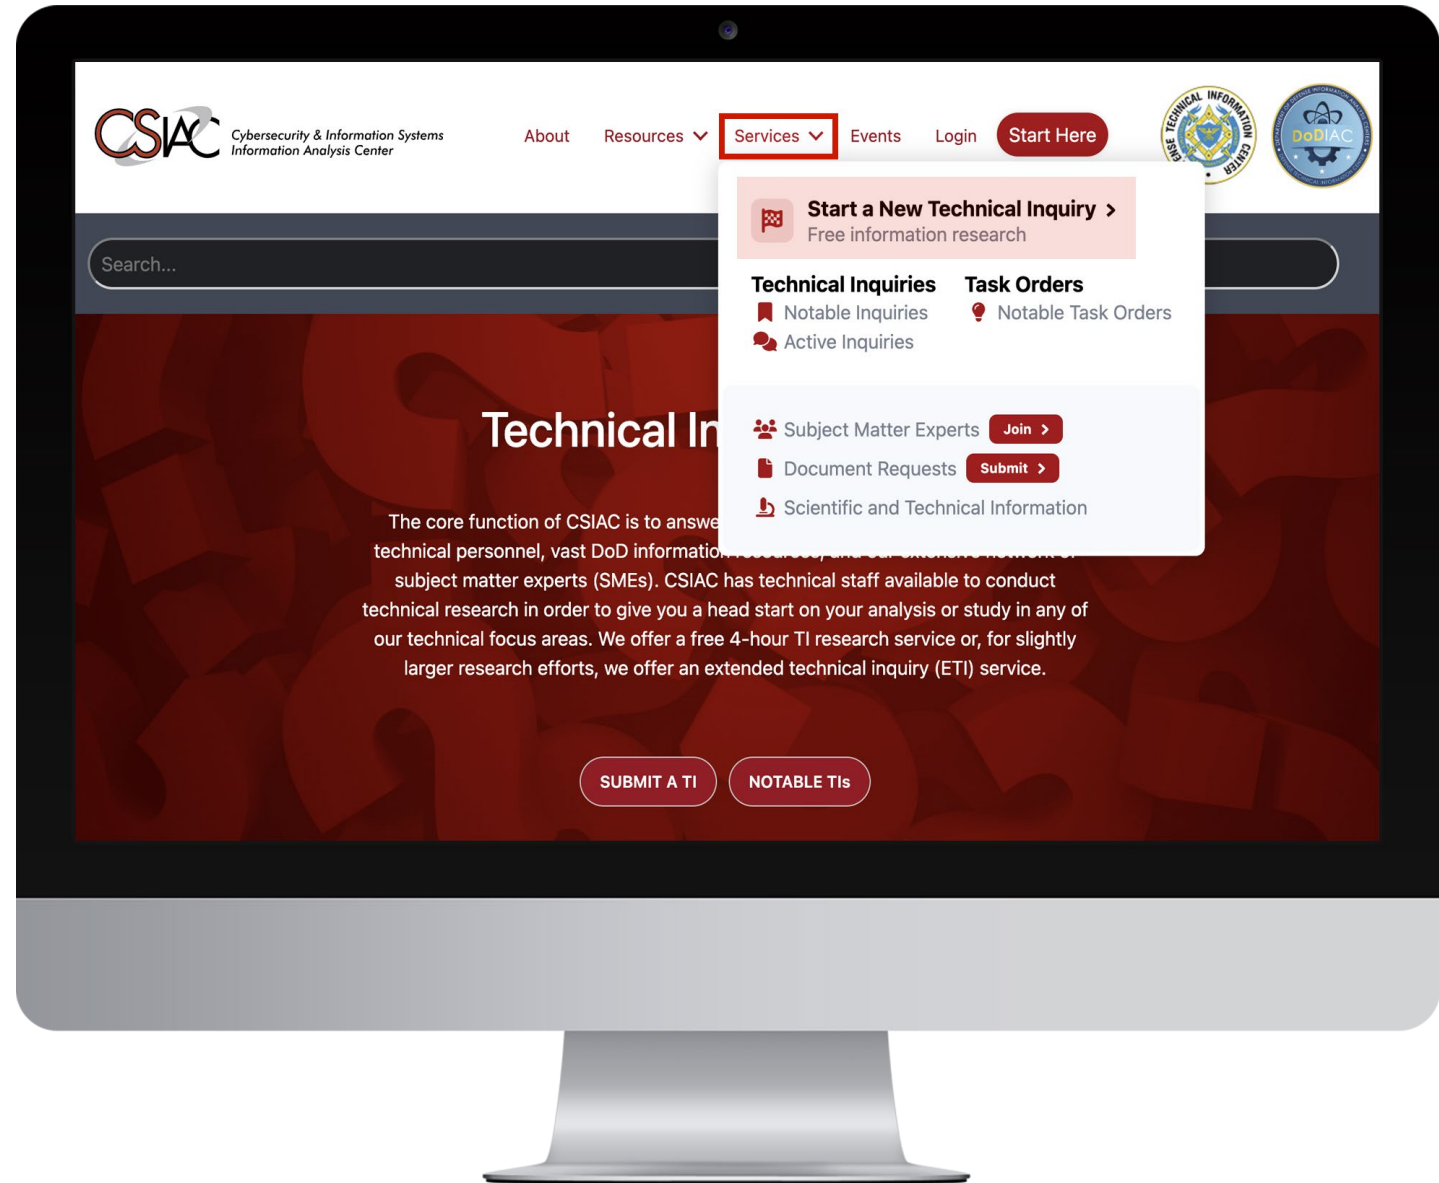 CSIAC
Cybersecurity & Information Systems
Information Analysis Center
About
Resources
Services
Events
Login
Start Here
DoDIAC
Start a New Technical Inquiry
Free information research
Search...
Technical Inquiries
Task Orders
Notable Inquiries
Notable Task Orders
Active Inquiries
Subject Matter Experts
Join
Document Requests
Submit
Scientific and Technical Information
Technical In
The core function of CSIAC is to answe
technical personnel, vast DoD information
subject matter experts (SMEs). CSIAC has technical staff available to conduct
technical research in order to give you a head start on your analysis or study in any of
our technical focus areas. We offer a free 4-hour TI research service or, for slightly
larger research efforts, we offer an extended technical inquiry (ETI) service.
SUBMIT A TI
NOTABLE TIs